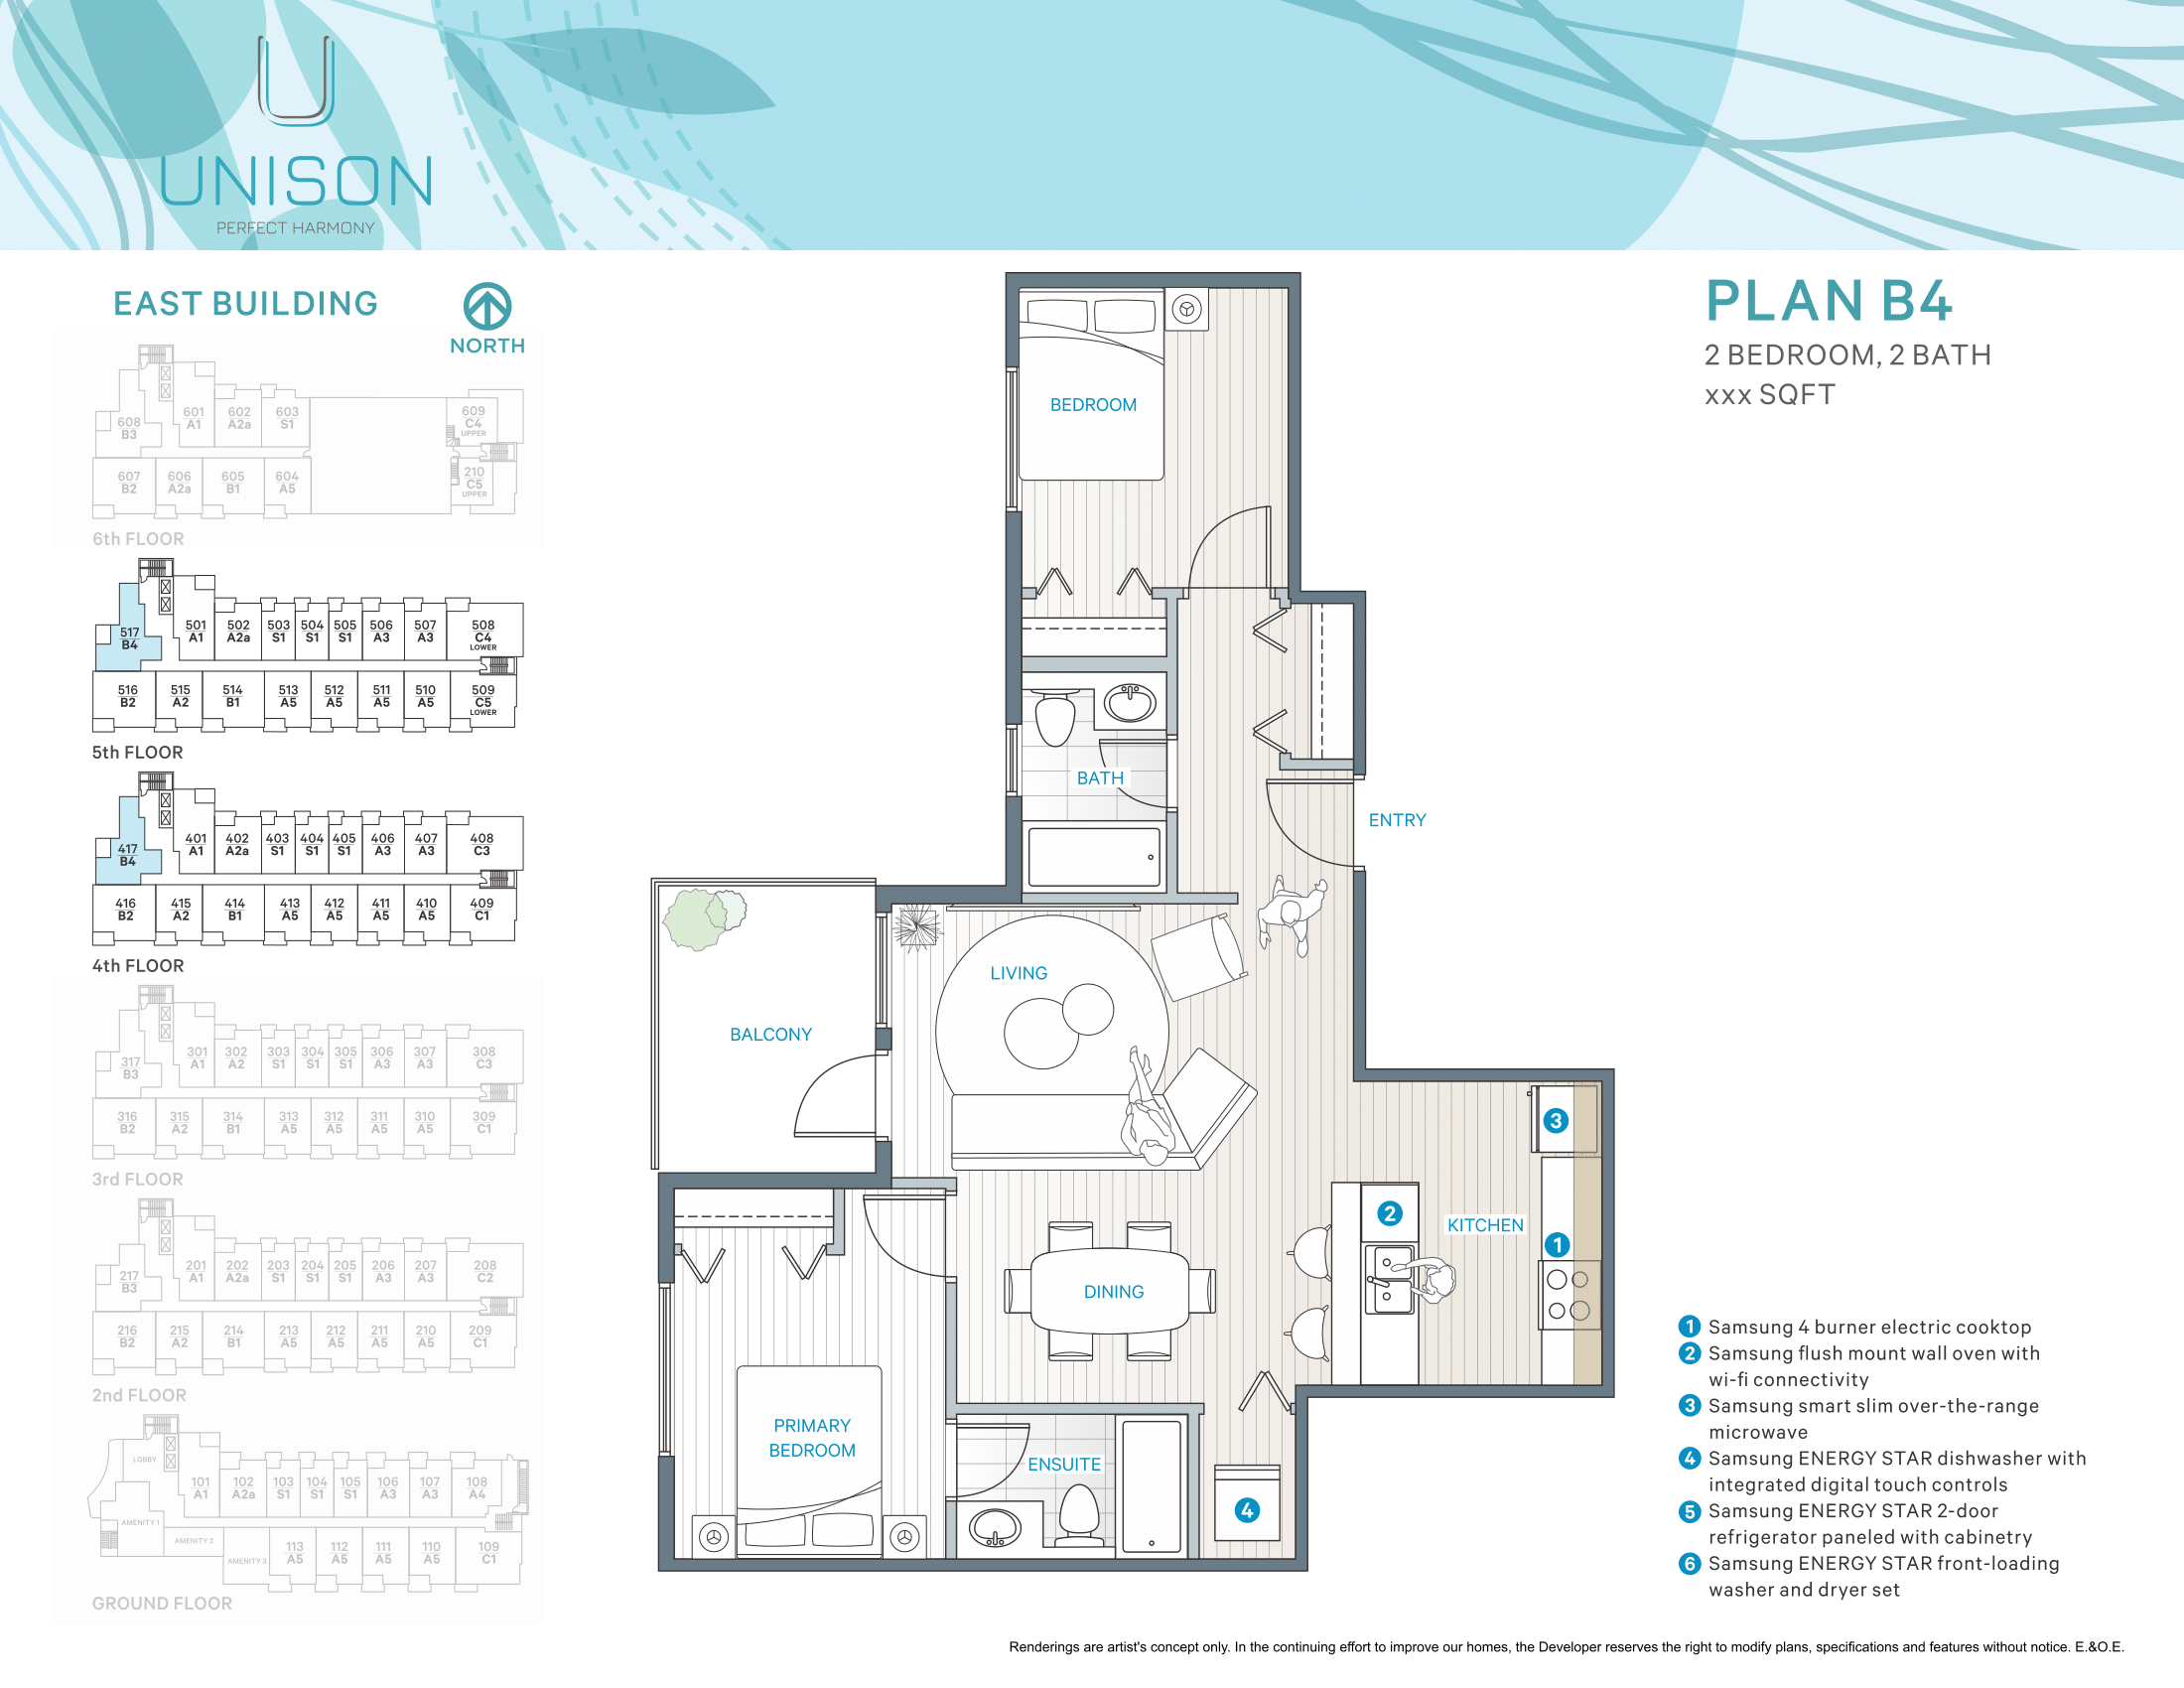 UNISON
PERFECT HARMONY
EAST BUILDING
NORTH
PLAN B4
2 BEDROOM, 2 BATH
xxx SQFT
608
B3
601
A1
602
A2a
603
S1
609
C4
UPPER
607
B2
606
A2a
605
B1
604
A5
210
C5
UPPER
6th FLOOR
517
B4
501
A1
502
A2a
503
S1
504
S1
505
S1
506
A3
507
A3
508
C4
LOWER
516
B2
515
A2
514
B1
513
A5
512
A5
511
A5
510
A5
509
C5
LOWER
5th FLOOR
417
B4
401
A1
402
A2a
403
S1
404
S1
405
S1
406
A3
407
A3
408
C3
416
B2
415
A2
414
B1
413
A5
412
A5
411
A5
410
A5
409
C1
4th FLOOR
317
B3
301
A1
302
A2
303
S1
304
S1
305
S1
306
A3
307
A3
308
C3
316
B2
315
A2
314
B1
313
A5
312
A5
311
A5
310
A5
309
C1
3rd FLOOR
217
B3
201
A1
202
A2a
203
S1
204
S1
205
S1
206
A3
207
A3
208
C2
216
B2
215
A2
214
B1
213
A5
212
A5
211
A5
210
A5
209
C1
2nd FLOOR
LOBBY
101
A1
102
A2a
103
S1
104
S1
105
S1
106
A3
107
A3
108
A4
AMENITY 1
AMENITY 2
AMENITY 3
113
A5
112
A5
111
A5
110
A5
109
C1
GROUND FLOOR
BEDROOM
BATH
ENTRY
LIVING
BALCONY
3
2
KITCHEN
1
DINING
PRIMARY
BEDROOM
ENSUITE
4
1 Samsung 4 burner electric cooktop
2 Samsung flush mount wall oven with
wi-fi connectivity
3 Samsung smart slim over-the-range
microwave
4 Samsung ENERGY STAR dishwasher with
integrated digital touch controls
5 Samsung ENERGY STAR 2-door
refrigerator paneled with cabinetry
6 Samsung ENERGY STAR front-loading
washer and dryer set
Renderings are artist's concept only. In the continuing effort to improve our homes, the Developer reserves the right to modify plans, specifications and features without notice. E.&O.E.